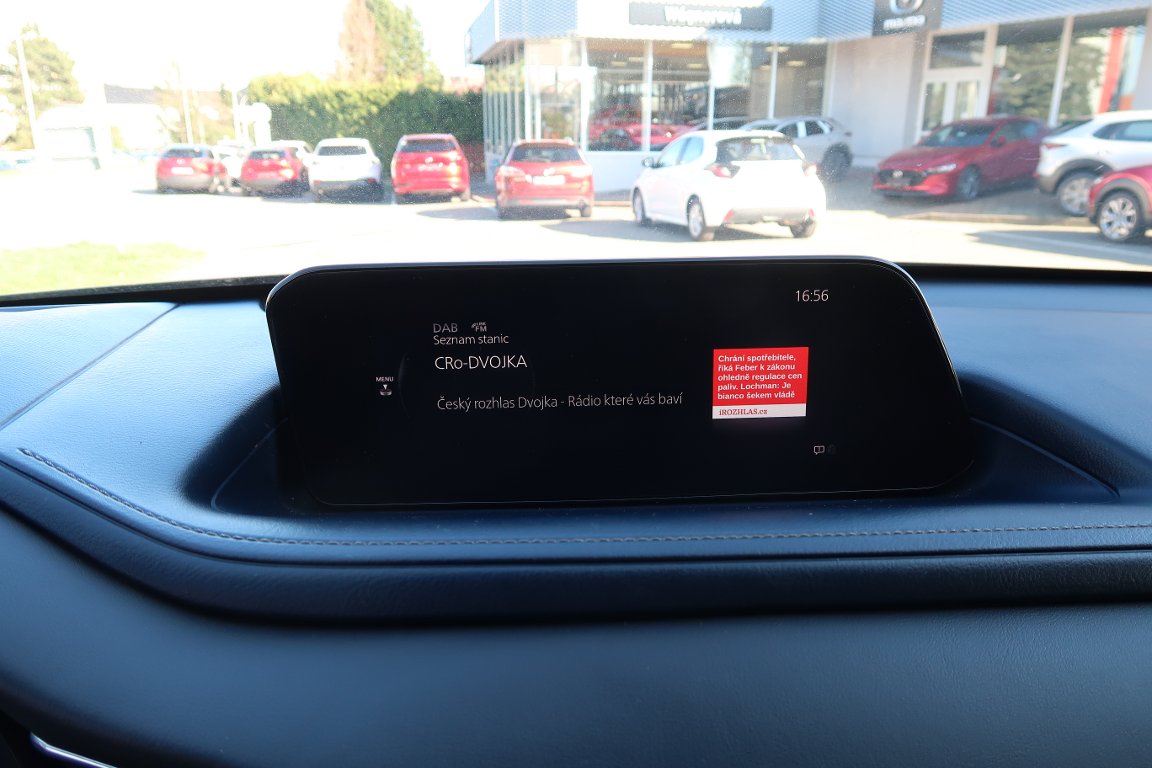 mazda
16:56
DAB
FM
Seznam stanic
CRo-DVOJKA
MENU
Český rozhlas Dvojka - Rádio které vás baví
Chrání spotřebitele,
říká Feber k zákonu
ohledně regulace cen
paliv. Lochman: Je
bianco šekem vládě
iROZHLAS.cz